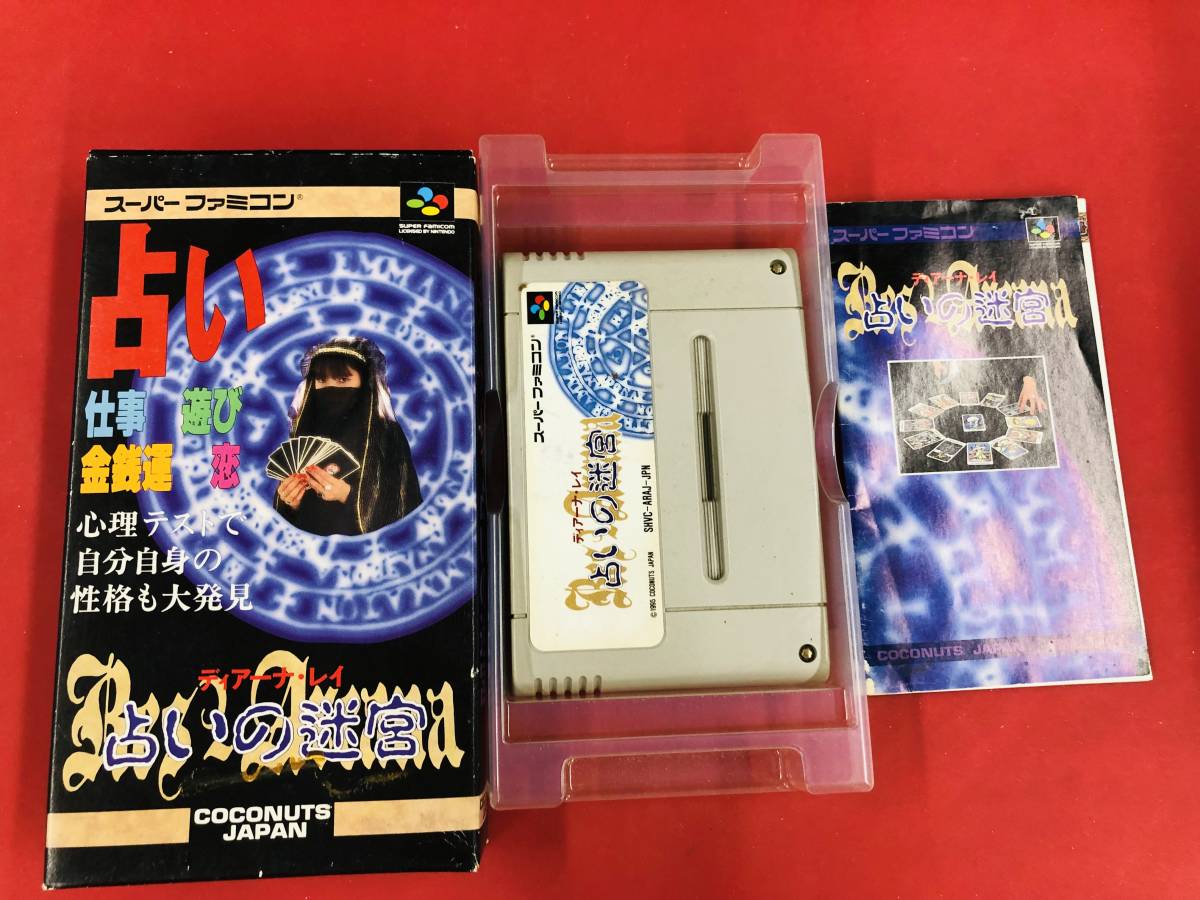 スーパーファミコン®
SUPER FAMICOM
LICENSED BY NINTENDO
占い
仕事 遊び
金銭運 恋
心理テストで
自分自身の
性格も大発見
ディアーナ・レイ
占いの迷宮
COCONUTS
JAPAN
スーパーファミコン®
ディアーナ・レイ
占いの迷宮
©1995 COCONUTS JAPAN
SHVC-ARAJ-JPN
スーパーファミコン
ディアーナ・レイ
占いの迷宮
COCONUTS JAPAN